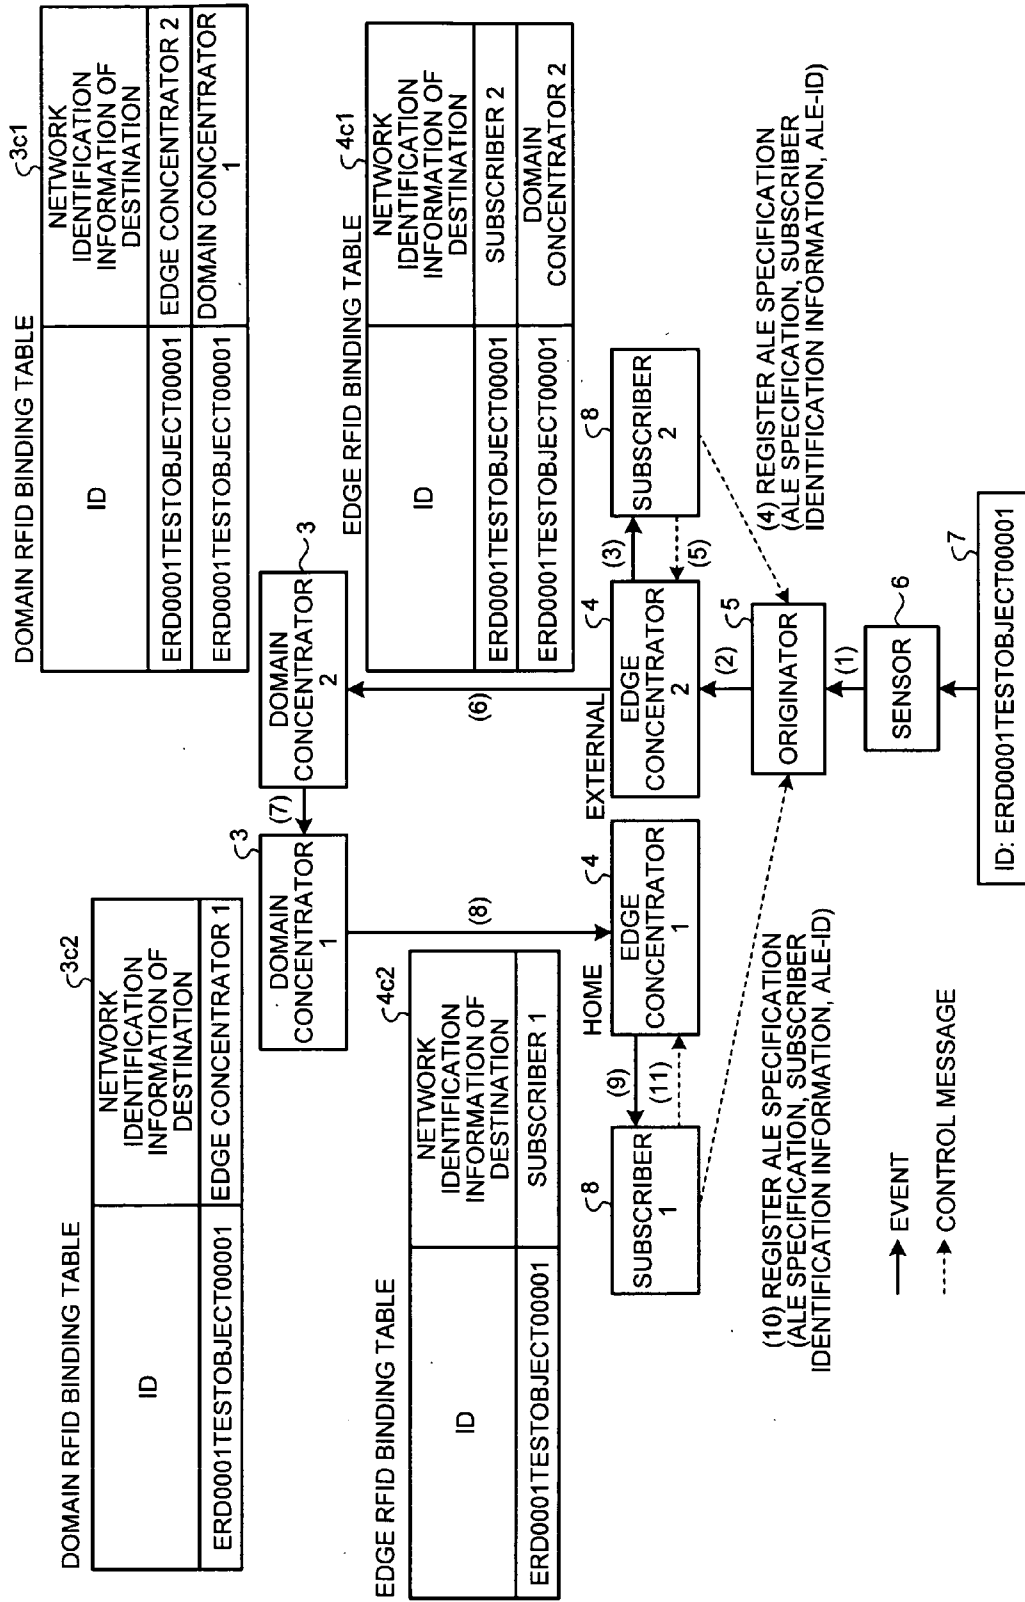 DOMAIN RFID BINDING TABLE
3c2
ID
NETWORK
IDENTIFICATION
INFORMATION OF
DESTINATION
ERD0001TESTOBJECT00001
EDGE CONCENTRATOR 1
DOMAIN RFID BINDING TABLE
3c1
ID
NETWORK
IDENTIFICATION
INFORMATION OF
DESTINATION
ERD0001TESTOBJECT00001
EDGE CONCENTRATOR 2
ERD0001TESTOBJECT00001
DOMAIN CONCENTRATOR
1
DOMAIN
CONCENTRATOR
1
3
(7)
DOMAIN
CONCENTRATOR
2
3
EDGE RFID BINDING TABLE
4c2
ID
NETWORK
IDENTIFICATION
INFORMATION OF
DESTINATION
ERD0001TESTOBJECT00001
SUBSCRIBER 1
(8)
(6)
EDGE RFID BINDING TABLE
4c1
ID
NETWORK
IDENTIFICATION
INFORMATION OF
DESTINATION
ERD0001TESTOBJECT00001
SUBSCRIBER 2
ERD0001TESTOBJECT00001
DOMAIN
CONCENTRATOR 2
8
SUBSCRIBER
1
(9)
(11)
HOME
4
EDGE
CONCENTRATOR
1
EXTERNAL
4
EDGE
CONCENTRATOR
2
(3)
(5)
8
SUBSCRIBER
2
(10) REGISTER ALE SPECIFICATION
(ALE SPECIFICATION, SUBSCRIBER
IDENTIFICATION INFORMATION, ALE-ID)
(2)
5
ORIGINATOR
(4) REGISTER ALE SPECIFICATION
(ALE SPECIFICATION, SUBSCRIBER
IDENTIFICATION INFORMATION, ALE-ID)
(1)
SENSOR
6
EVENT
CONTROL MESSAGE
7
ID: ERD0001TESTOBJECT00001